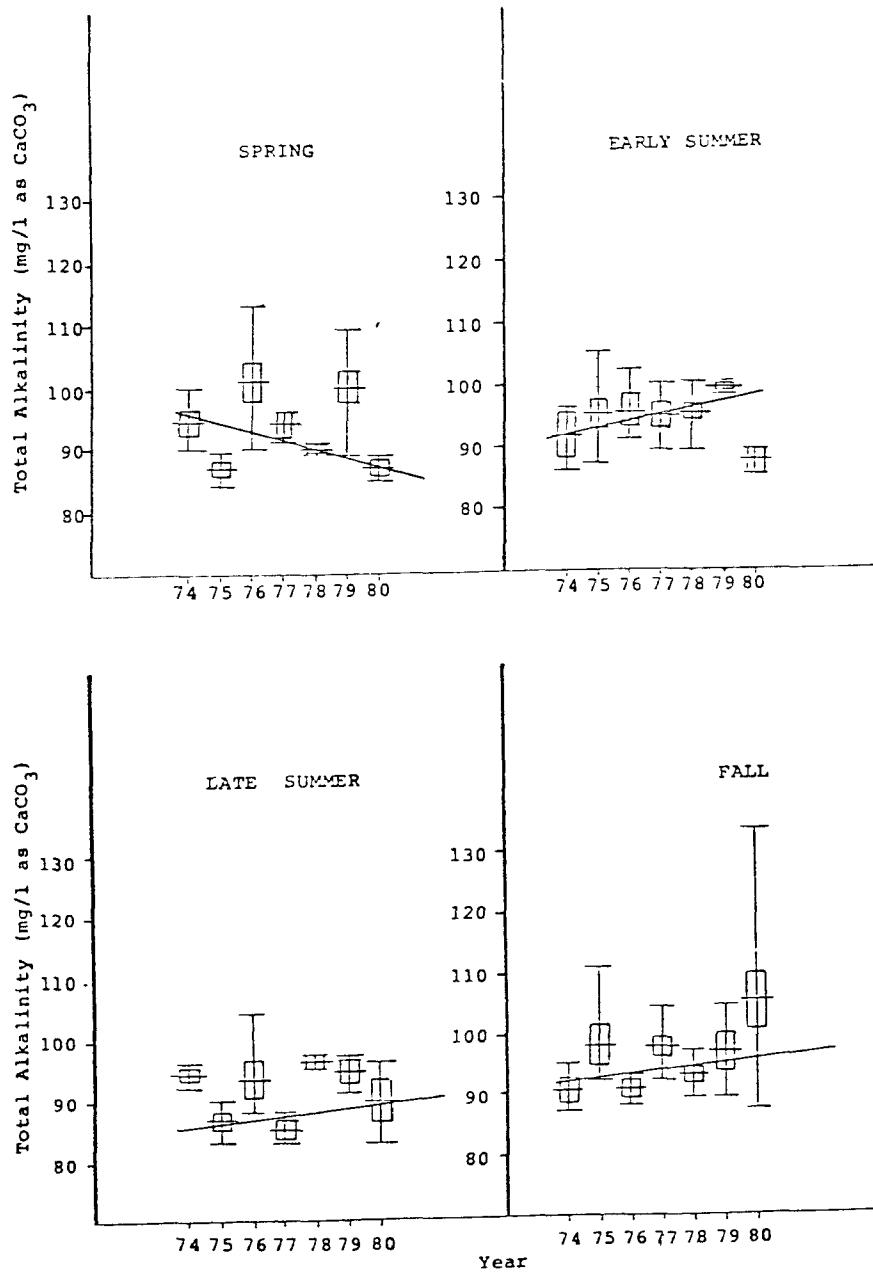 SPRING
Total Alkalinity (mg/l as CaCO3)
130
120
110
100
90
80
74 75 76 77 78 79 80
EARLY SUMMER
130
120
110
100
90
80
74 75 76 77 78 79 80
LATE SUMMER
Total Alkalinity (mg/l as CaCO3)
130
120
110
100
90
80
74 75 76 77 78 79 80
FALL
130
120
110
100
90
80
74 75 76 77 78 79 80
Year